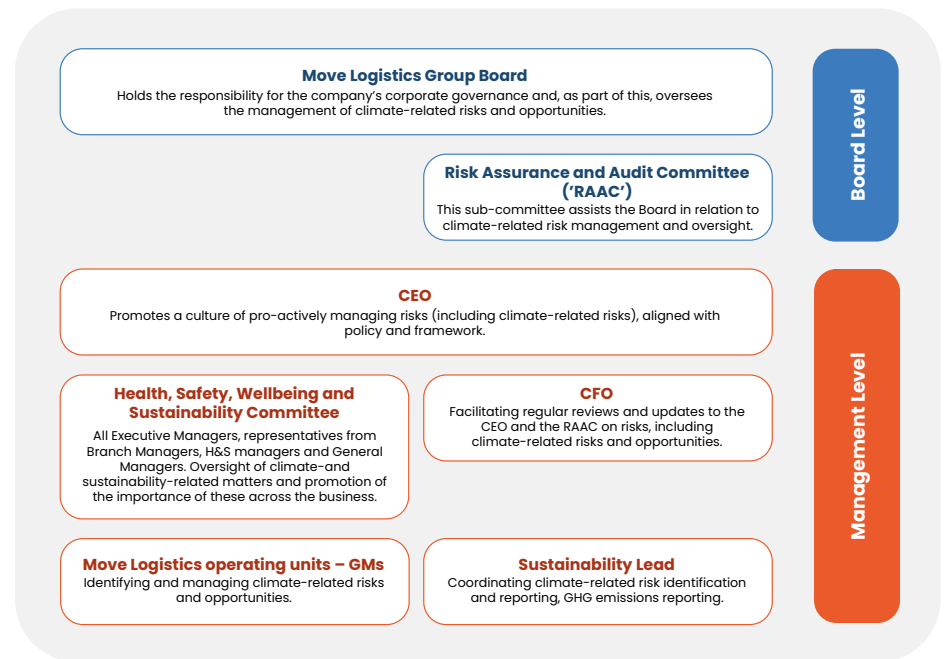 Move Logistics Group Board
Holds the responsibility for the company's corporate governance and, as part of this, oversees
the management of climate-related risks and opportunities.
Risk Assurance and Audit Committee
('RAAC')
This sub-committee assists the Board in relation to
climate-related risk management and oversight.
Board Level
CEO
Promotes a culture of pro-actively managing risks (including climate-related risks), aligned with
policy and framework.
Health, Safety, Wellbeing and
Sustainability Committee
All Executive Managers, representatives from
Branch Managers, H&S managers and General
Managers. Oversight of climate-and
sustainability-related matters and promotion of
the importance of these across the business.
CFO
Facilitating regular reviews and updates to the
CEO and the RAAC on risks, including
climate-related risks and opportunities.
Move Logistics operating units – GMs
Identifying and managing climate-related risks
and opportunities.
Sustainability Lead
Coordinating climate-related risk identification
and reporting, GHG emissions reporting.
Management Level